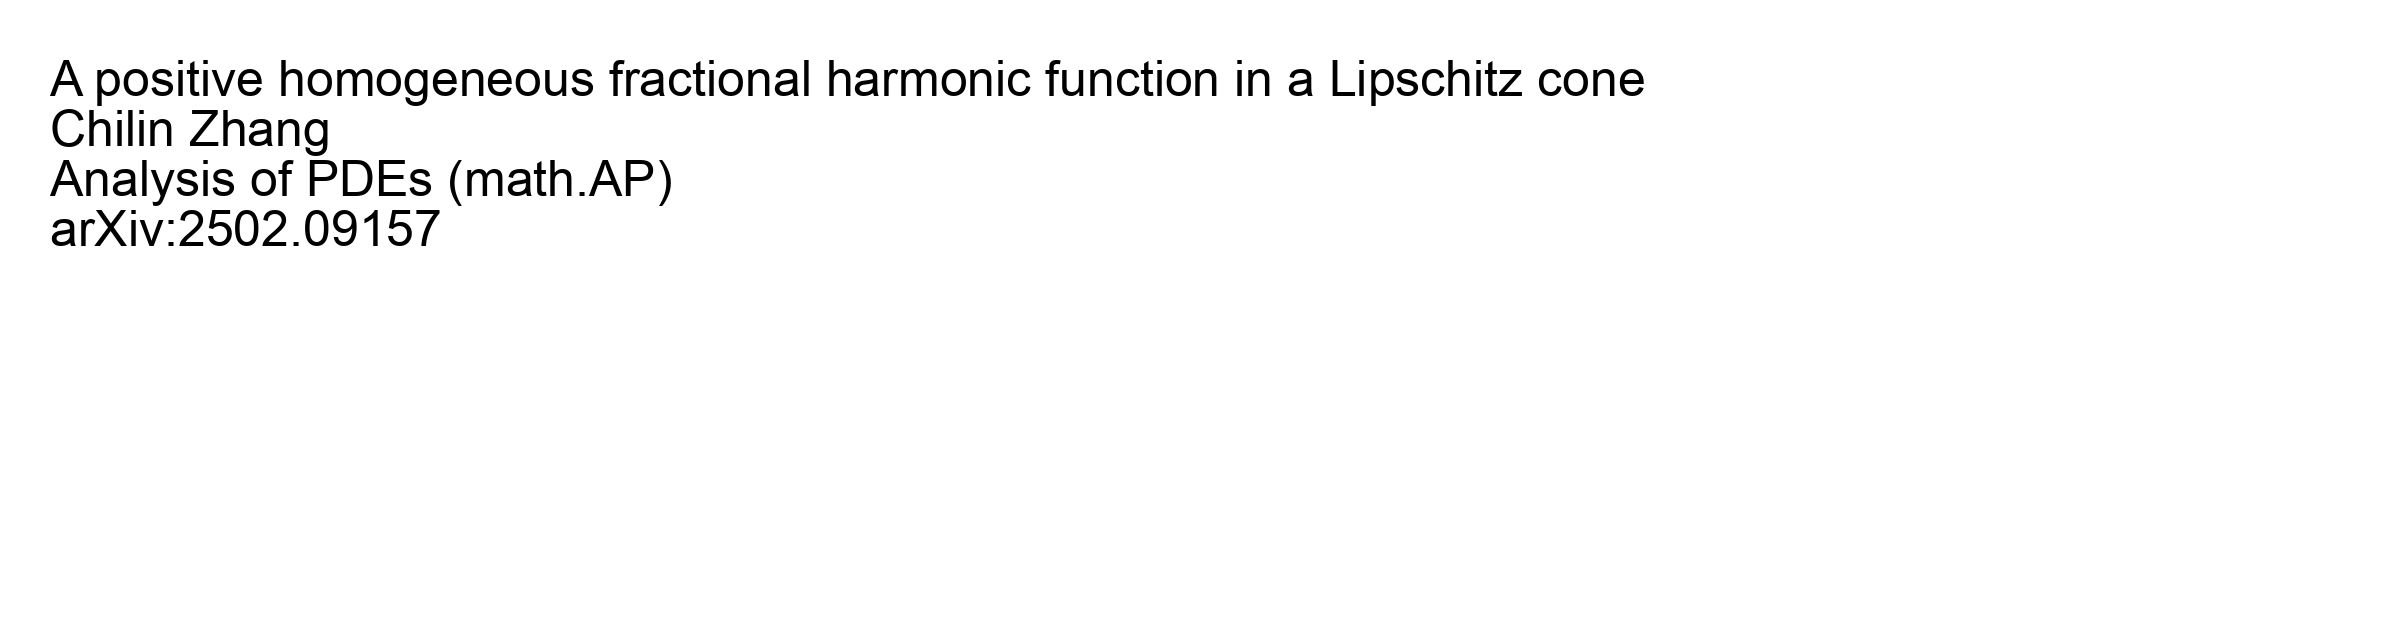 A positive homogeneous fractional harmonic function in a Lipschitz cone
Chilin Zhang
Analysis of PDEs (math.AP)
arXiv:2502.09157